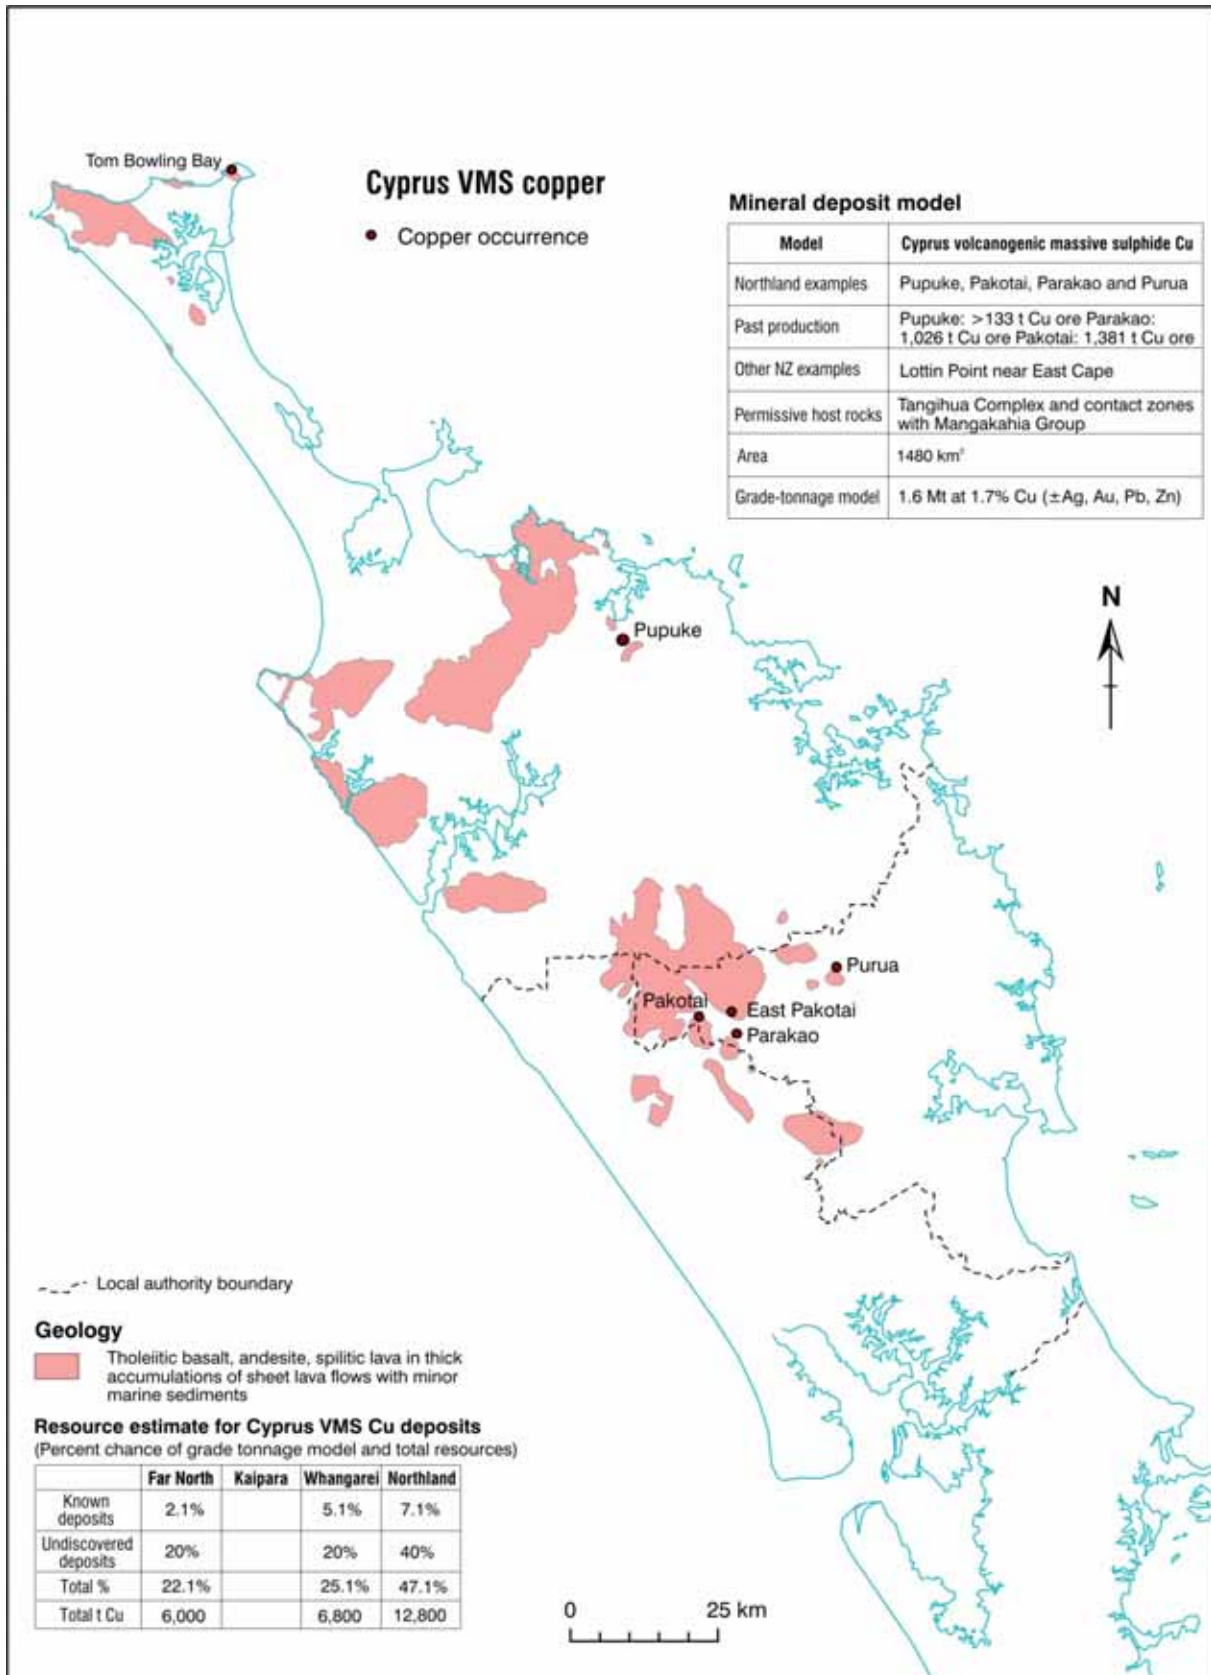 Tom Bowling Bay
Cyprus VMS copper
Copper occurrence
Mineral deposit model
Model Cyprus volcanogenic massive sulphide Cu
Northland examples Pupuke, Pakotai, Parakao and Purua
Past production Pupuke: >133 t Cu ore Parakao:
1,026 t Cu ore Pakotai: 1,381 t Cu ore
Other NZ examples Lottin Point near East Cape
Permissive host rocks Tangihua Complex and contact zones
with Mangakahia Group
Area 1480 km²
Grade-tonnage model 1.6 Mt at 1.7% Cu (±Ag, Au, Pb, Zn)
N
Pupuke
Purua
Pakotai
East Pakotai
Parakao
Local authority boundary
Geology
Tholeiitic basalt, andesite, spilitic lava in thick
accumulations of sheet lava flows with minor
marine sediments
Resource estimate for Cyprus VMS Cu deposits
(Percent chance of grade tonnage model and total resources)
Far North Kaipara Whangarei Northland
Known
deposits 2.1% 5.1% 7.1%
Undiscovered
deposits 20% 20% 40%
Total % 22.1% 25.1% 47.1%
Total t Cu 6,000 6,800 12,800
0 25 km